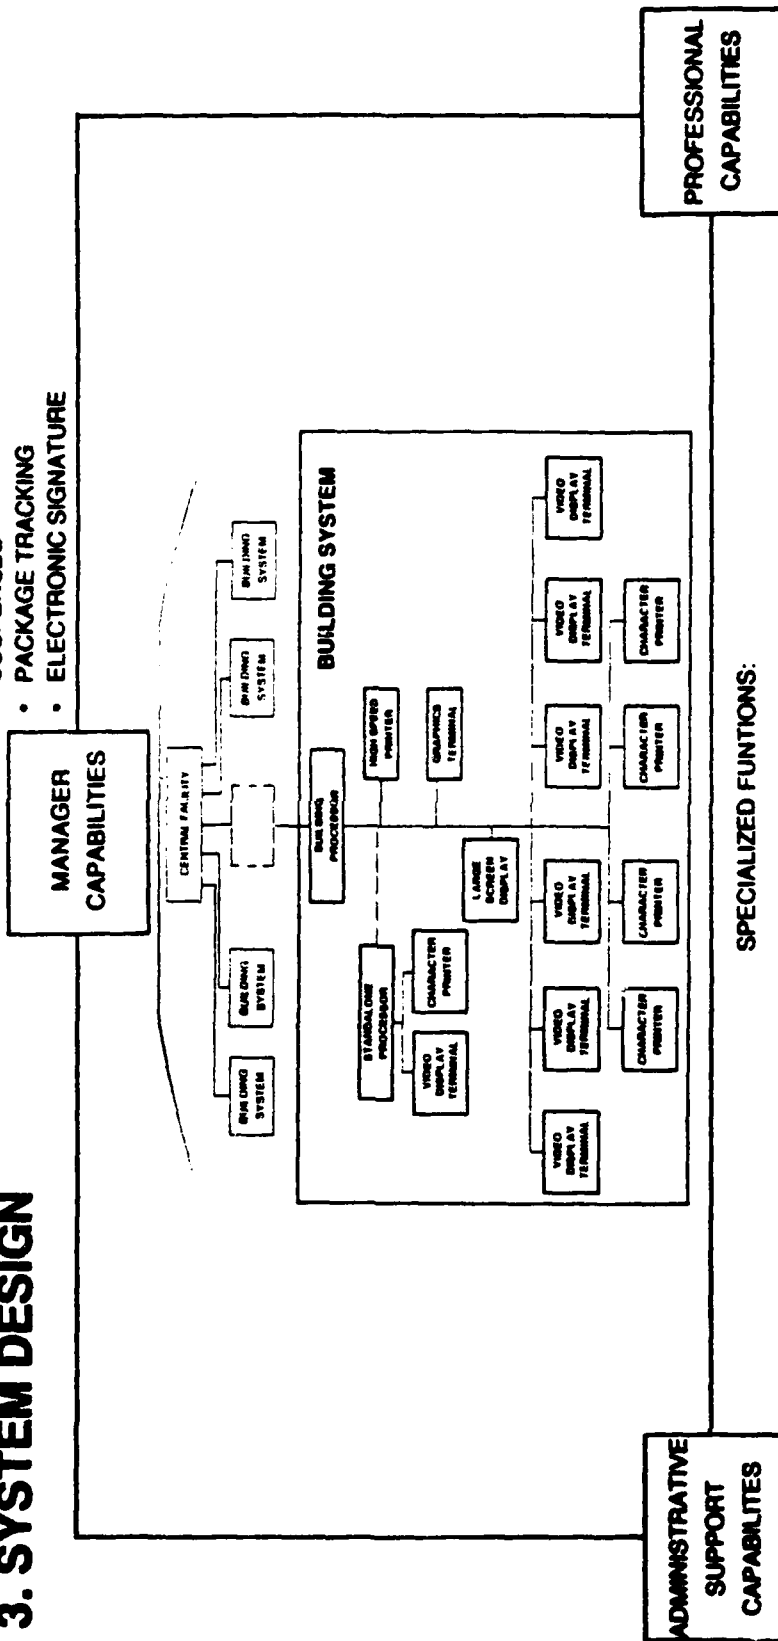 3. SYSTEM DESIGN
• PACKAGE TRACKING
• ELECTRONIC SIGNATURE
MANAGER
CAPABILITIES
CENTRAL FACILITY
BUILDING
SYSTEM
BUILDING
SYSTEM
BUILDING
SYSTEM
BUILDING
SYSTEM
BUILDING SYSTEM
BUILDING
PROCESSOR
HIGH SPEED
PRINTER
STANDALONE
PROCESSOR
GRAPHICS
TERMINAL
VIDEO
DISPLAY
TERMINAL
CHARACTER
PRINTER
LARGE
SCREEN
DISPLAY
VIDEO
DISPLAY
TERMINAL
VIDEO
DISPLAY
TERMINAL
VIDEO
DISPLAY
TERMINAL
VIDEO
DISPLAY
TERMINAL
VIDEO
DISPLAY
TERMINAL
VIDEO
DISPLAY
TERMINAL
CHARACTER
PRINTER
CHARACTER
PRINTER
CHARACTER
PRINTER
CHARACTER
PRINTER
ADMINISTRATIVE
SUPPORT
CAPABILITES
SPECIALIZED FUNTIONS:
PROFESSIONAL
CAPABILITIES